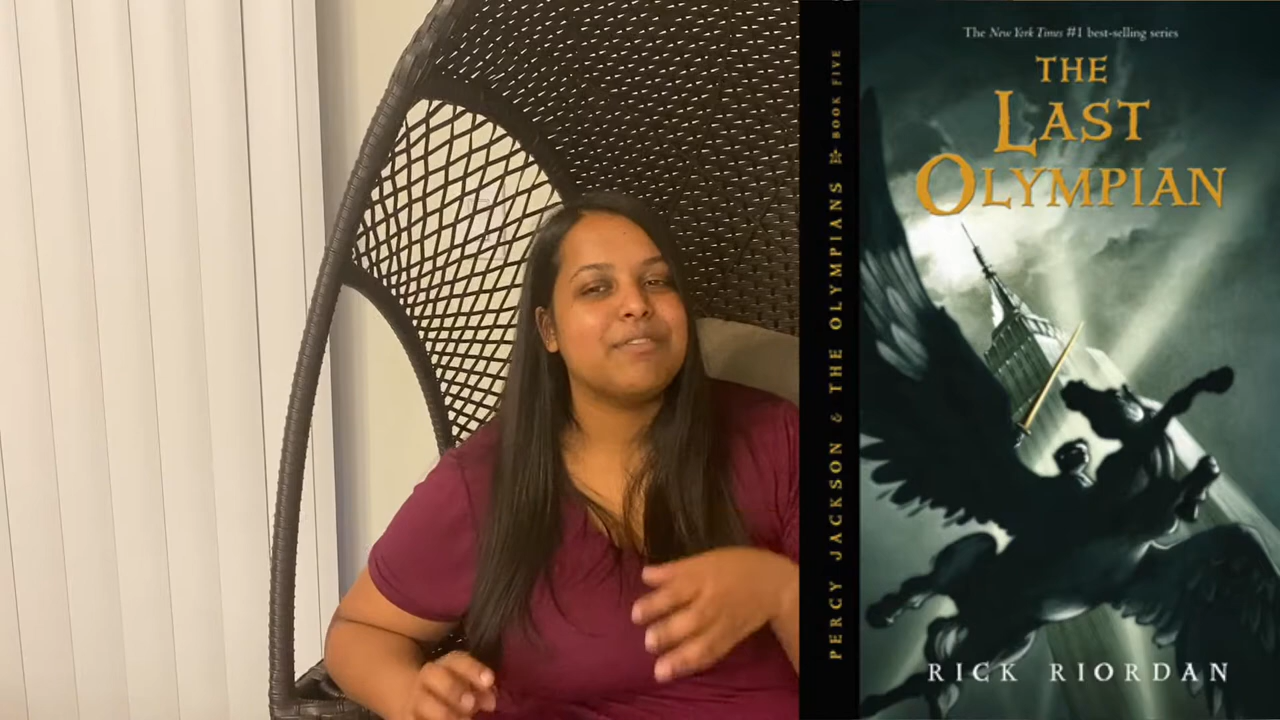 PERCY JACKSON & THE OLYMPIANS BOOK FIVE
The New York Times #1 best-selling series
THE
LAST
OLYMPIAN
RICK RIORDAN